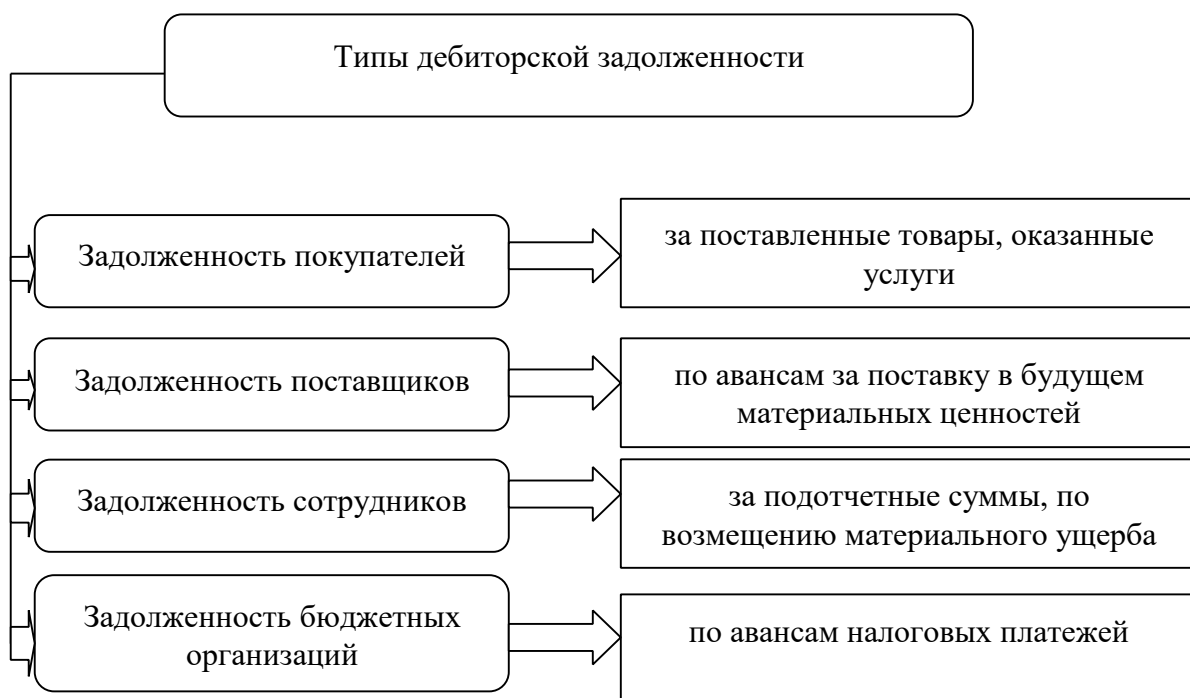 Типы дебиторской задолженности
Задолженность покупателей
за поставленные товары, оказанные
услуги
Задолженность поставщиков
по авансам за поставку в будущем
материальных ценностей
Задолженность сотрудников
за подотчетные суммы, по
возмещению материального ущерба
Задолженность бюджетных
организаций
по авансам налоговых платежей